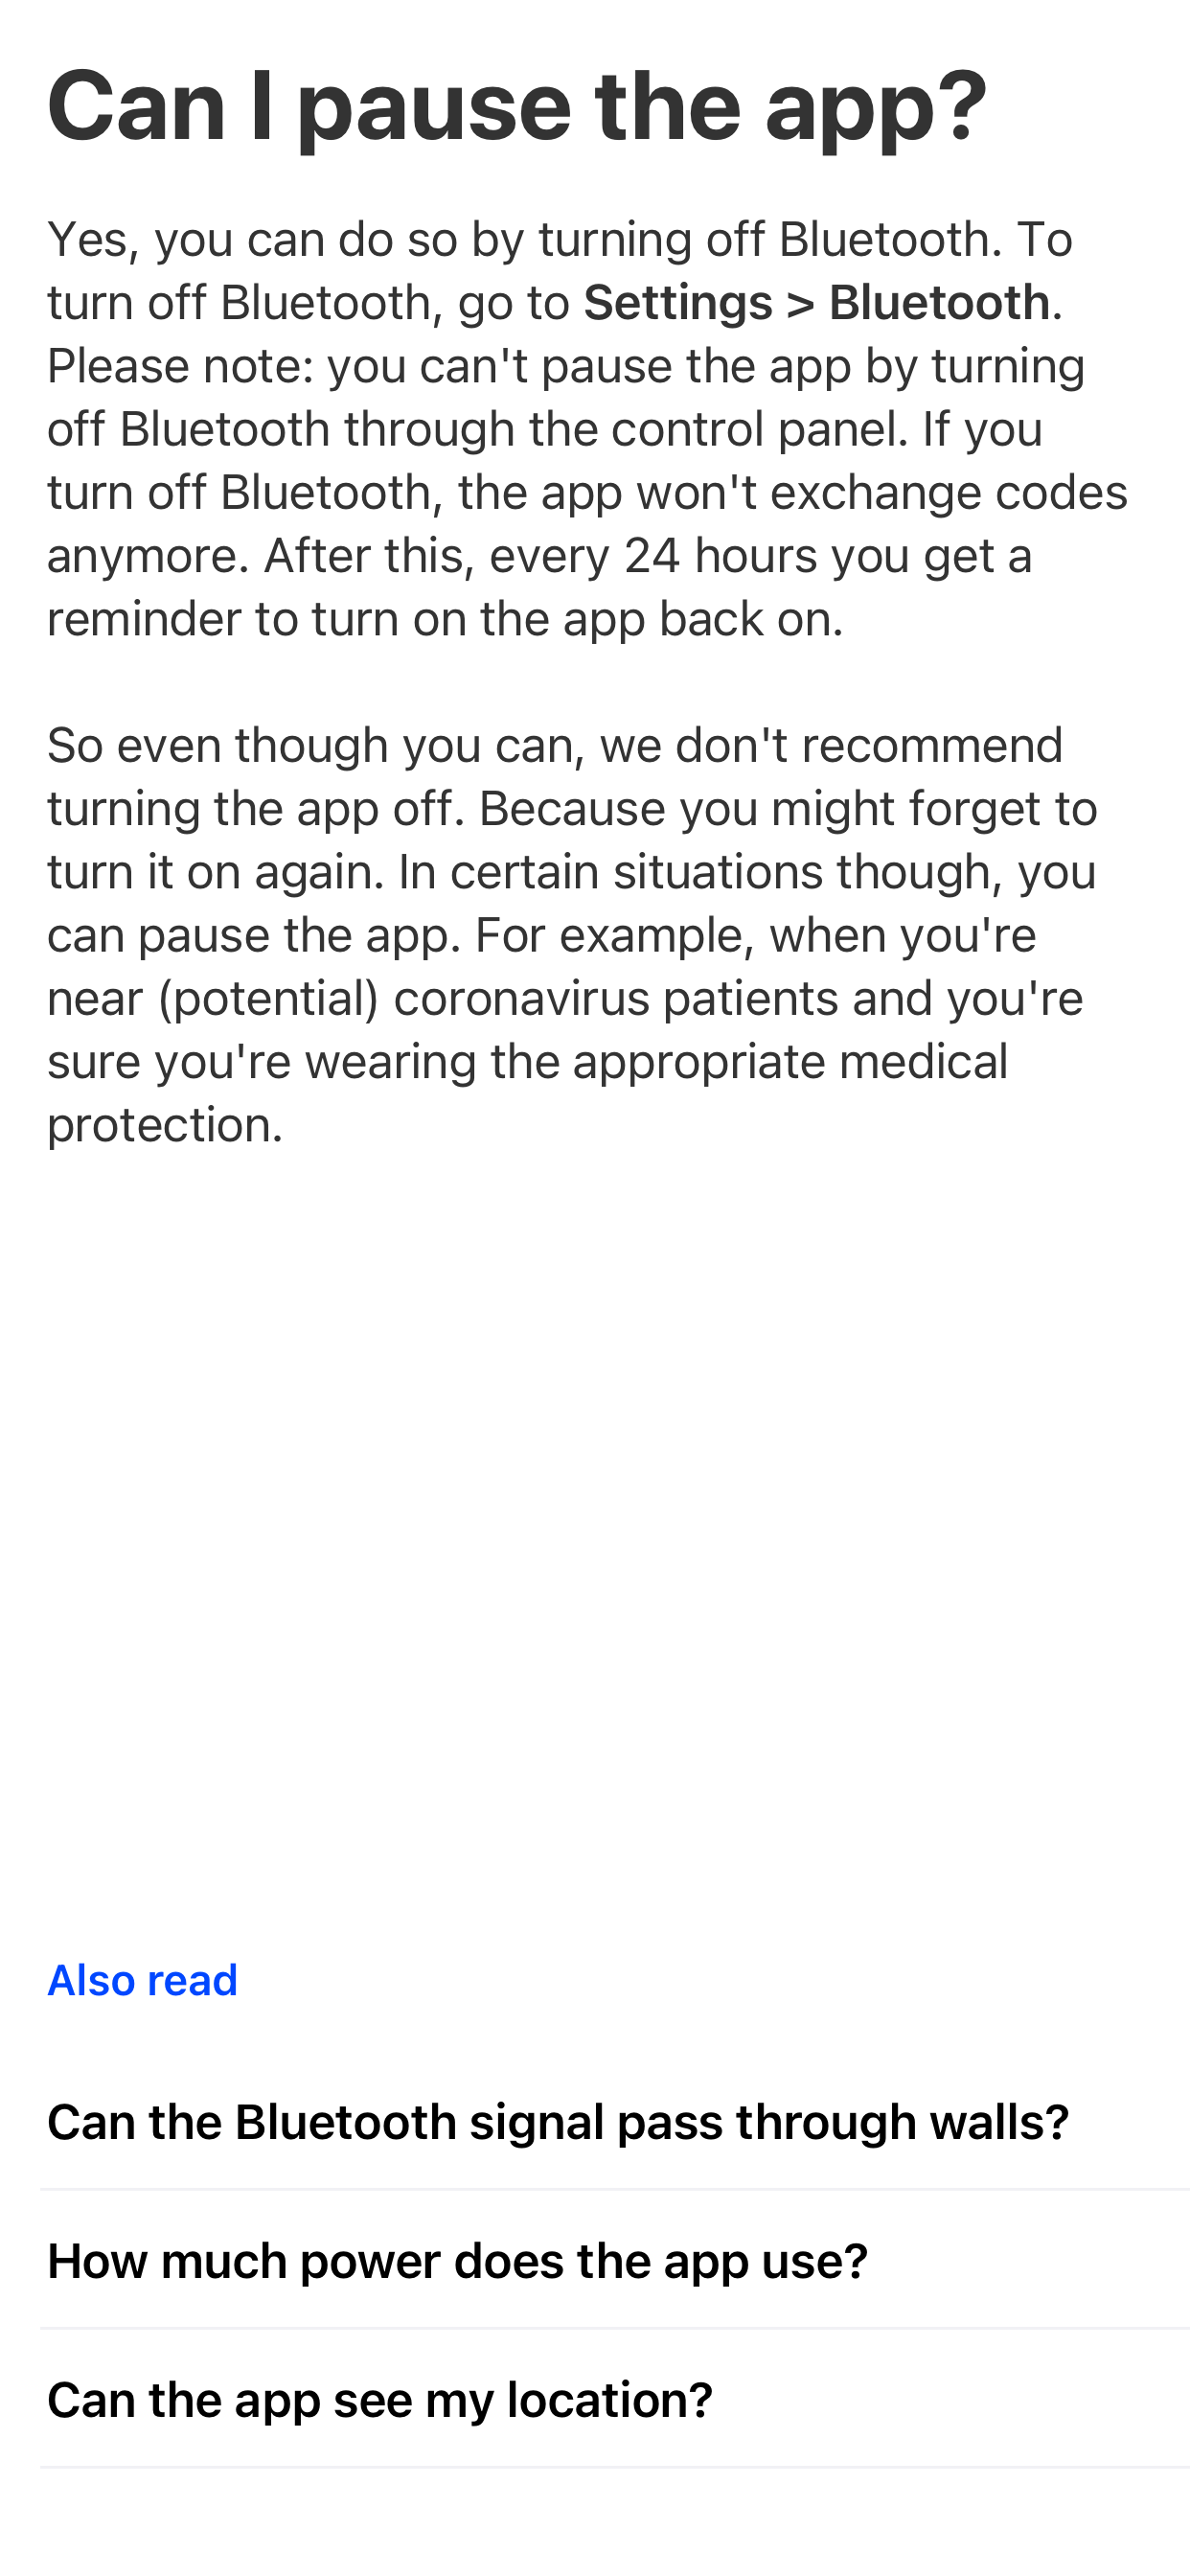 Can I pause the app?
Yes, you can do so by turning off Bluetooth. To
turn off Bluetooth, go to Settings > Bluetooth.
Please note: you can't pause the app by turning
off Bluetooth through the control panel. If you
turn off Bluetooth, the app won't exchange codes
anymore. After this, every 24 hours you get a
reminder to turn on the app back on.
So even though you can, we don't recommend
turning the app off. Because you might forget to
turn it on again. In certain situations though, you
can pause the app. For example, when you're
near (potential) coronavirus patients and you're
sure you're wearing the appropriate medical
protection.
Also read
Can the Bluetooth signal pass through walls?
How much power does the app use?
Can the app see my location?